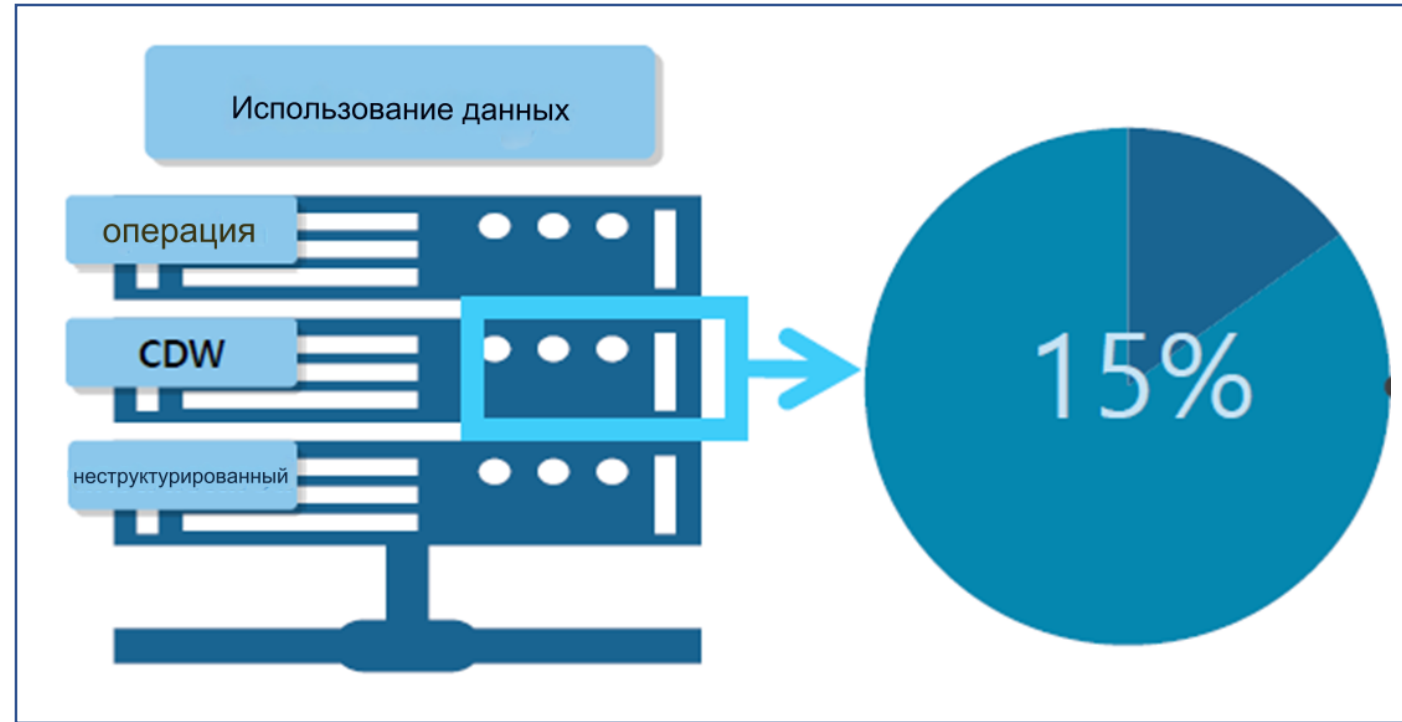 Использование данных
операция
CDW
неструктурированный
15%